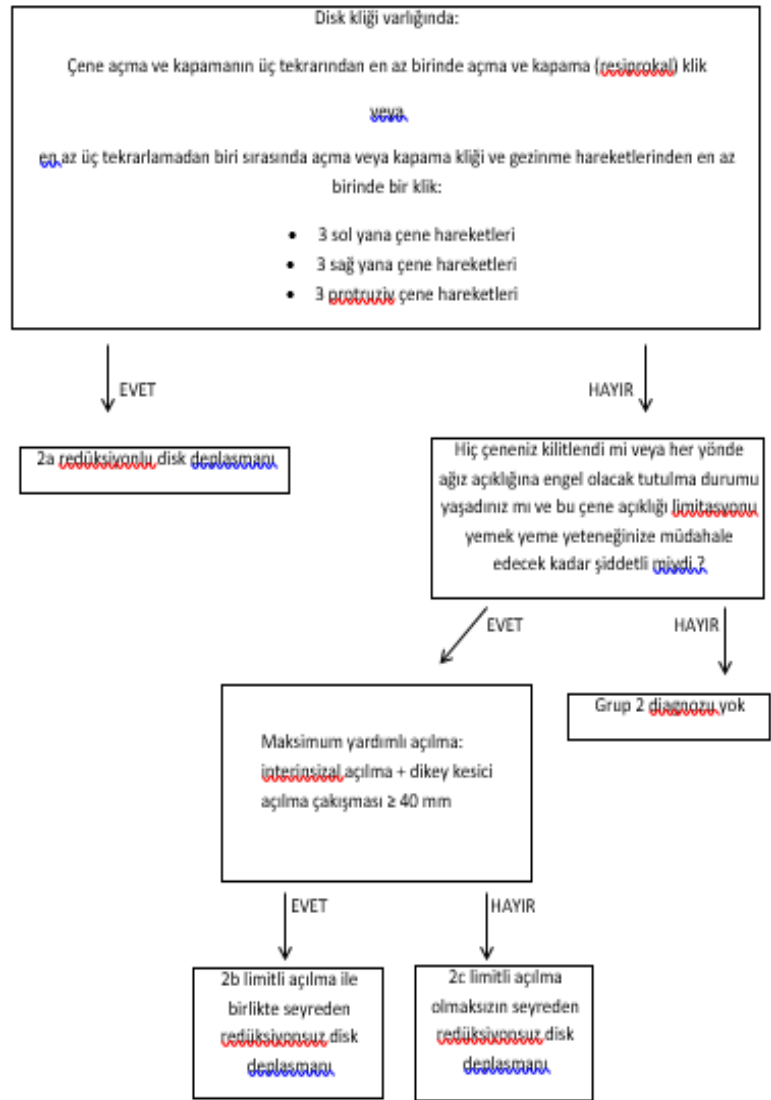 Disk kliği varlığında:
Çene açma ve kapamanın üç tekrarından en az birinde açma ve kapama (resiprokal) klik
veya
en az üç tekrarlamadan biri sırasında açma veya kapama kliği ve gezinme hareketlerinden en az
birinde bir klik:
• 3 sol yana çene hareketleri
• 3 sağ yana çene hareketleri
• 3 protruziv çene hareketleri
EVET
HAYIR
2a redüksiyonlu disk deplasmanı
Hiç çeneniz kilitlendi mi veya her yönde
ağız açıklığına engel olacak tutulma durumu
yaşadınız mı ve bu çene açıklığı limitasyonu
yemek yeme yeteneğinize müdahale
edecek kadar şiddetli miydi ?
EVET
HAYIR
Grup 2 diagnozu yok
Maksimum yardımlı açılma:
interinsizal açılma + dikey kesici
açılma çakışması ≥ 40 mm
EVET
HAYIR
2b limitli açılma ile
birlikte seyreden
redüksiyonsuz disk
deplasmanı
2c limitli açılma
olmaksızın seyreden
redüksiyonsuz disk
deplasmanı